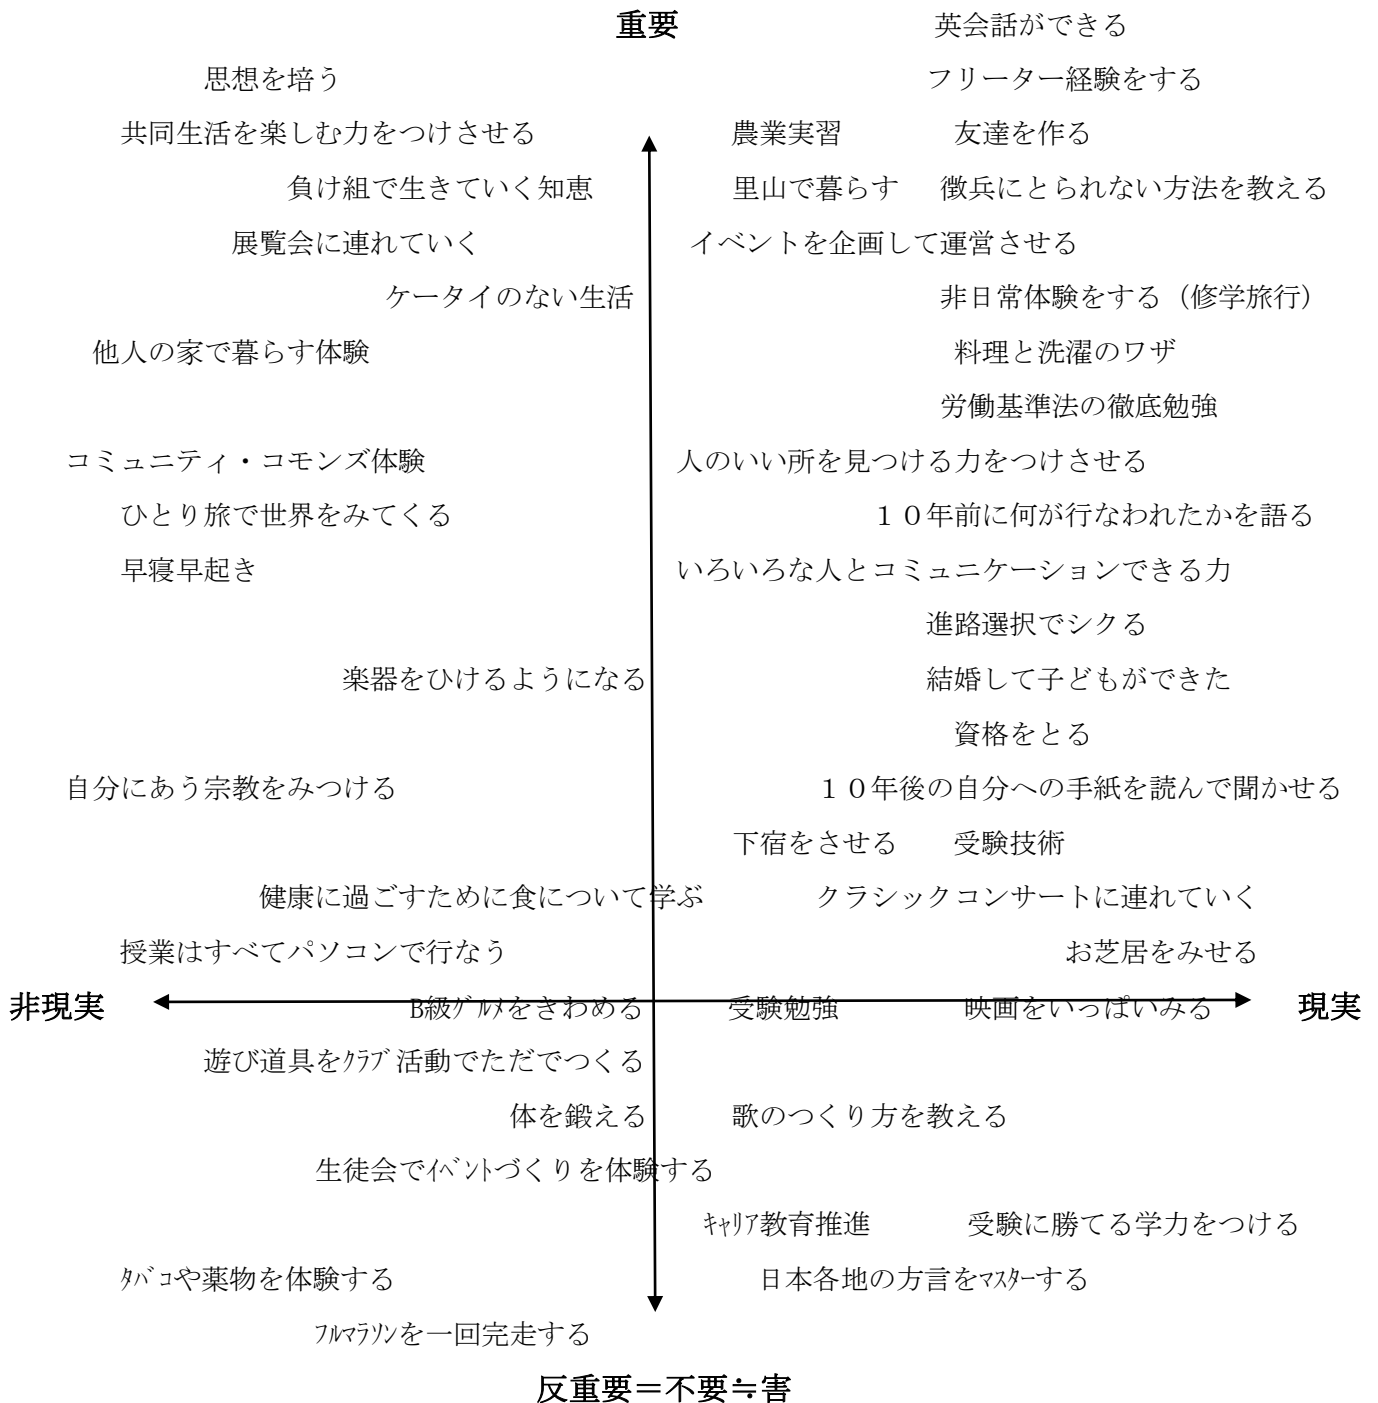 重要 英会話ができる
思想を培う フリーター経験をする
共同生活を楽しむ力をつけさせる 農業実習 友達を作る
負け組で生きていく知恵 里山で暮らす 徴兵にとられない方法を教える
展覧会に連れていく イベントを企画して運営させる
ケータイのない生活 非日常体験をする（修学旅行）
他人の家で暮らす体験 料理と洗濯のワザ
労働基準法の徹底勉強
コミュニティ・コモンズ体験 人のいい所を見つける力をつけさせる
ひとり旅で世界をみてくる １０年前に何が行なわれたかを語る
早寝早起き いろいろな人とコミュニケーションできる力
進路選択でシクる
楽器をひけるようになる 結婚して子どもができた
資格をとる
自分にあう宗教をみつける １０年後の自分への手紙を読んで聞かせる
下宿をさせる 受験技術
健康に過ごすために食について学ぶ クラシックコンサートに連れていく
授業はすべてパソコンで行なう お芝居をみせる
非現実 B級ｸﾞﾙﾒをきわめる 受験勉強 映画をいっぱいみる 現実
遊び道具をｸﾗﾌﾞ活動でただでつくる
体を鍛える 歌のつくり方を教える
生徒会でｲﾍﾞﾝﾄづくりを体験する
ｷｬﾘｱ教育推進 受験に勝てる学力をつける
ﾀﾊﾞｺや薬物を体験する 日本各地の方言をﾏｽﾀｰする
ﾌﾙﾏﾗｿﾝを一回完走する
反重要＝不要≒害